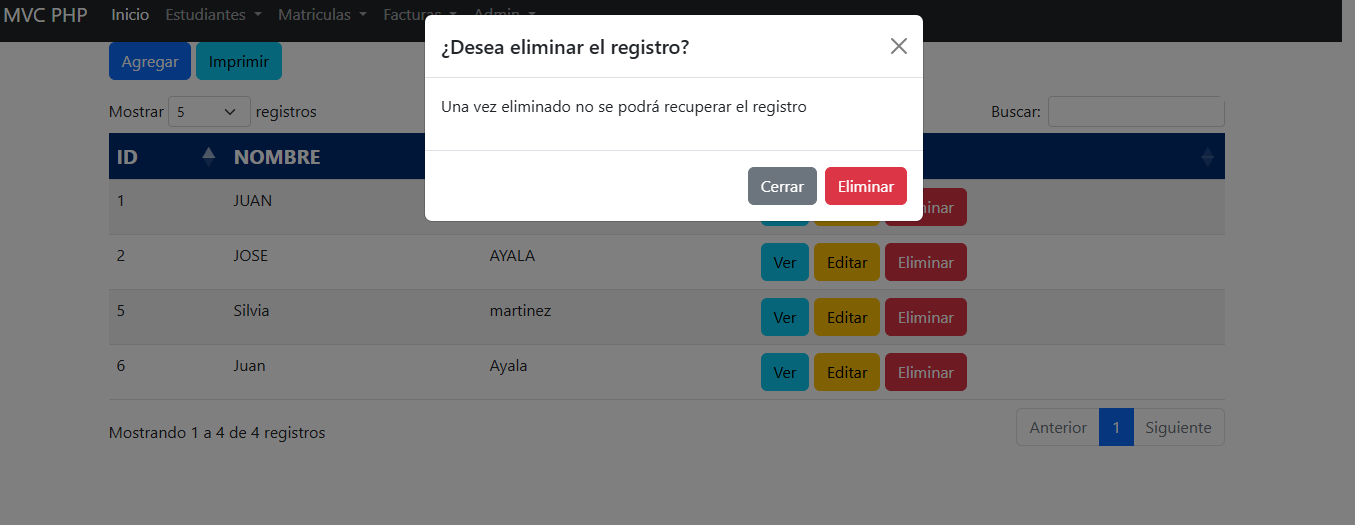 MVC PHP Inicio Estudiantes Matriculas Facturas Admin
¿Desea eliminar el registro?
Una vez eliminado no se podrá recuperar el registro
Cerrar Eliminar
Agregar Imprimir
Mostrar 5 registros Buscar:
ID NOMBRE
1 JUAN minar
2 JOSE AYALA Ver Editar Eliminar
5 Silvia martinez Ver Editar Eliminar
6 Juan Ayala Ver Editar Eliminar
Mostrando 1 a 4 de 4 registros Anterior 1 Siguiente